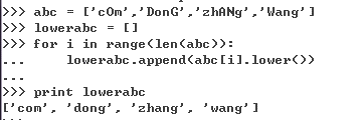 >>> abc = ['cOm','DonG','zhANg','Wang']
>>> lowerabc = []
>>> for i in range(len(abc)):
...     lowerabc.append(abc[i].lower())
...
>>> print lowerabc
['com', 'dong', 'zhang', 'wang']